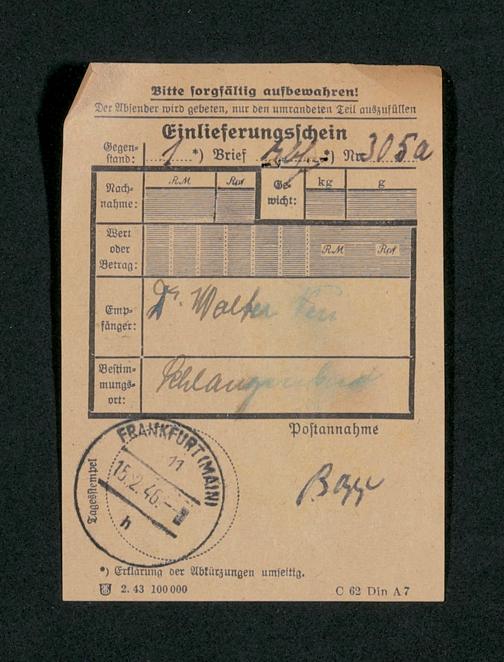 Bitte sorgfältig aufbewahren!
Der Absender wird gebeten, nur den umrandeten Teil auszufüllen
Einlieferungsschein
Gegen-
stand: 1 *) Brief *) Nr 305a
Nach-
nahme:
RM Rpf
Ge-
wicht:
kg g
Wert
oder
Betrag:
RM Rpf
Emp-
fänger:
Dr. Walter
Bestim-
mungs-
ort:
Schlangenbad
Postannahme
Tagesstempel
FRANKFURT (MAIN)
11
15.2.46.
h
*) Erklärung der Abkürzungen umseitig.
2. 43 100 000
C 62 Din A 7